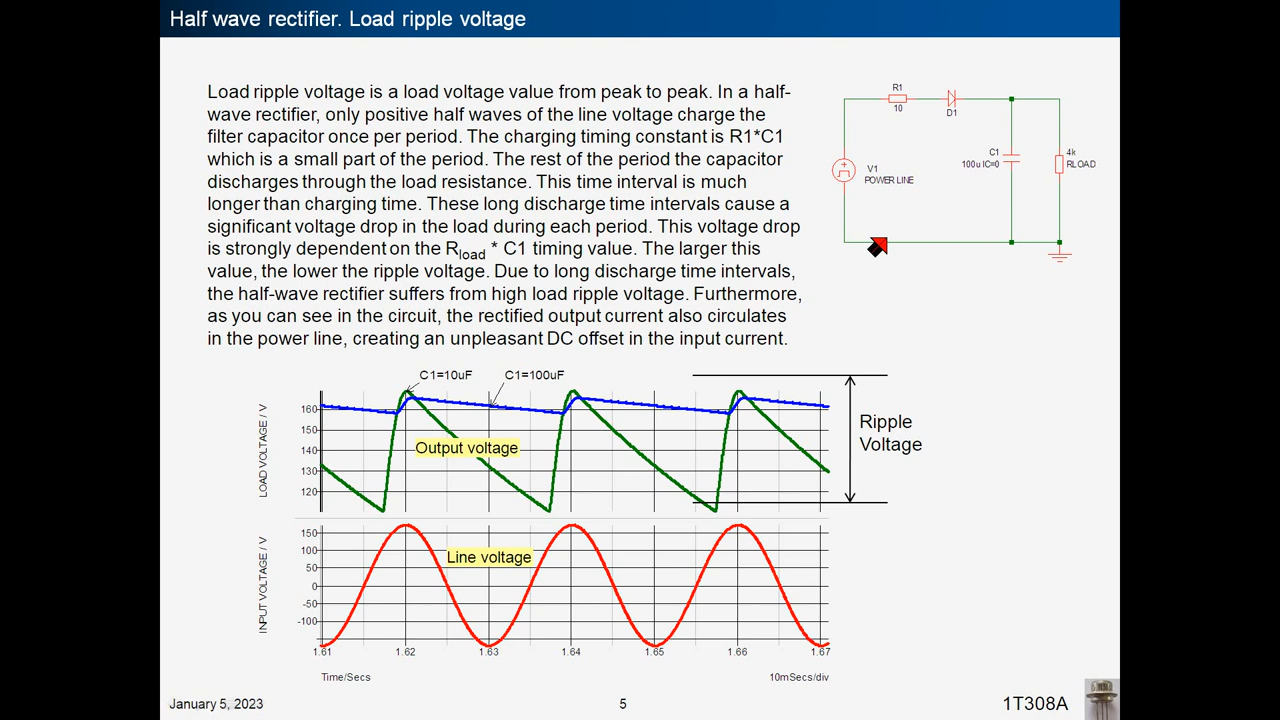 Half wave rectifier. Load ripple voltage
Load ripple voltage is a load voltage value from peak to peak. In a half-
wave rectifier, only positive half waves of the line voltage charge the
filter capacitor once per period. The charging timing constant is R1*C1
which is a small part of the period. The rest of the period the capacitor
discharges through the load resistance. This time interval is much
longer than charging time. These long discharge time intervals cause a
significant voltage drop in the load during each period. This voltage drop
is strongly dependent on the Rload * C1 timing value. The larger this
value, the lower the ripple voltage. Due to long discharge time intervals,
the half-wave rectifier suffers from high load ripple voltage. Furthermore,
as you can see in the circuit, the rectified output current also circulates
in the power line, creating an unpleasant DC offset in the input current.
R1
10
D1
V1
POWER LINE
C1
100u IC=0
4k
RLOAD
C1=10uF
C1=100uF
LOAD VOLTAGE / V
160
150
140
130
120
Output voltage
Ripple
Voltage
INPUT VOLTAGE / V
150
100
50
0
-50
-100
Line voltage
1.61
1.62
1.63
1.64
1.65
1.66
1.67
Time/Secs
10mSecs/div
January 5, 2023
5
1T308A